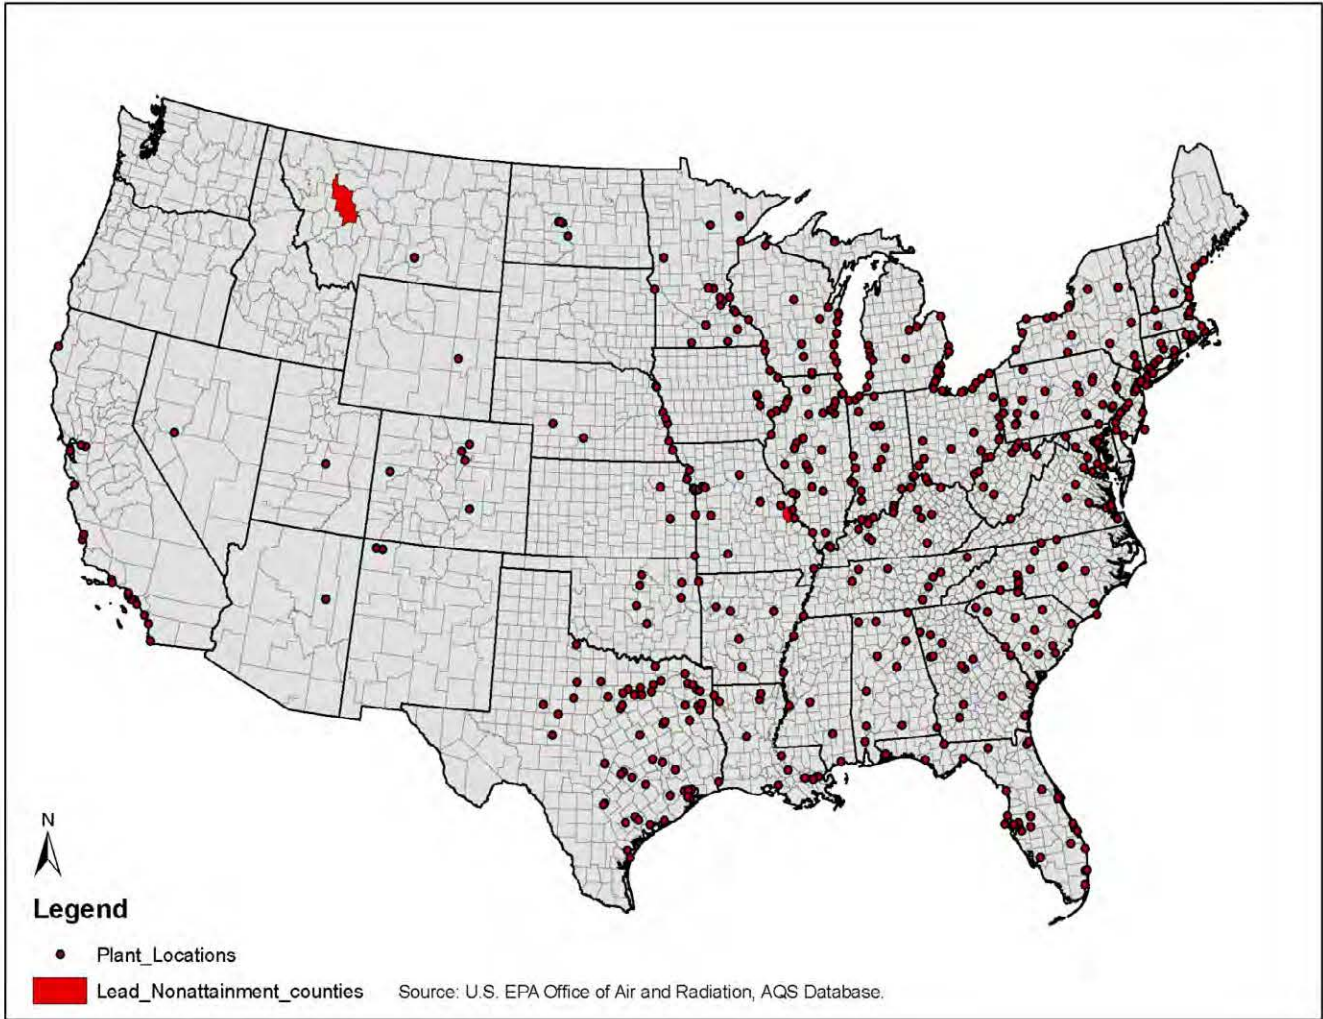 N
Legend
Plant_Locations
Lead_Nonattainment_counties Source: U.S. EPA Office of Air and Radiation, AQS Database.